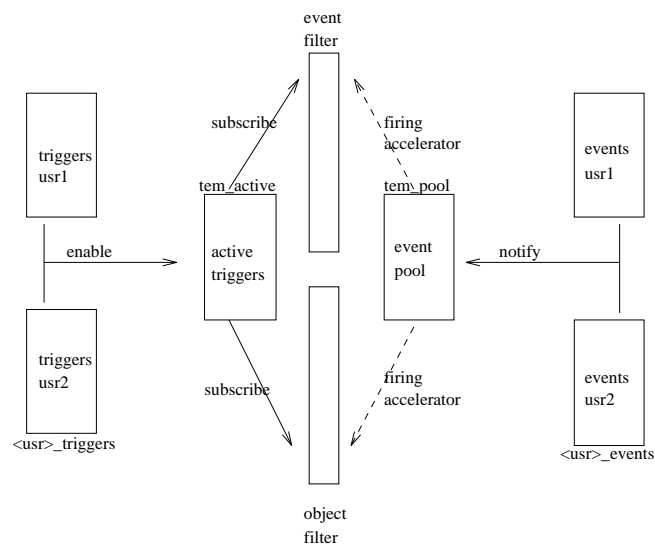 event
filter
triggers
usr1
subscribe
firing
accelerator
events
usr1
tem_active
tem_pool
enable
active
triggers
event
pool
notify
triggers
usr2
subscribe
firing
accelerator
events
usr2
<usr>_triggers
<usr>_events
object
filter